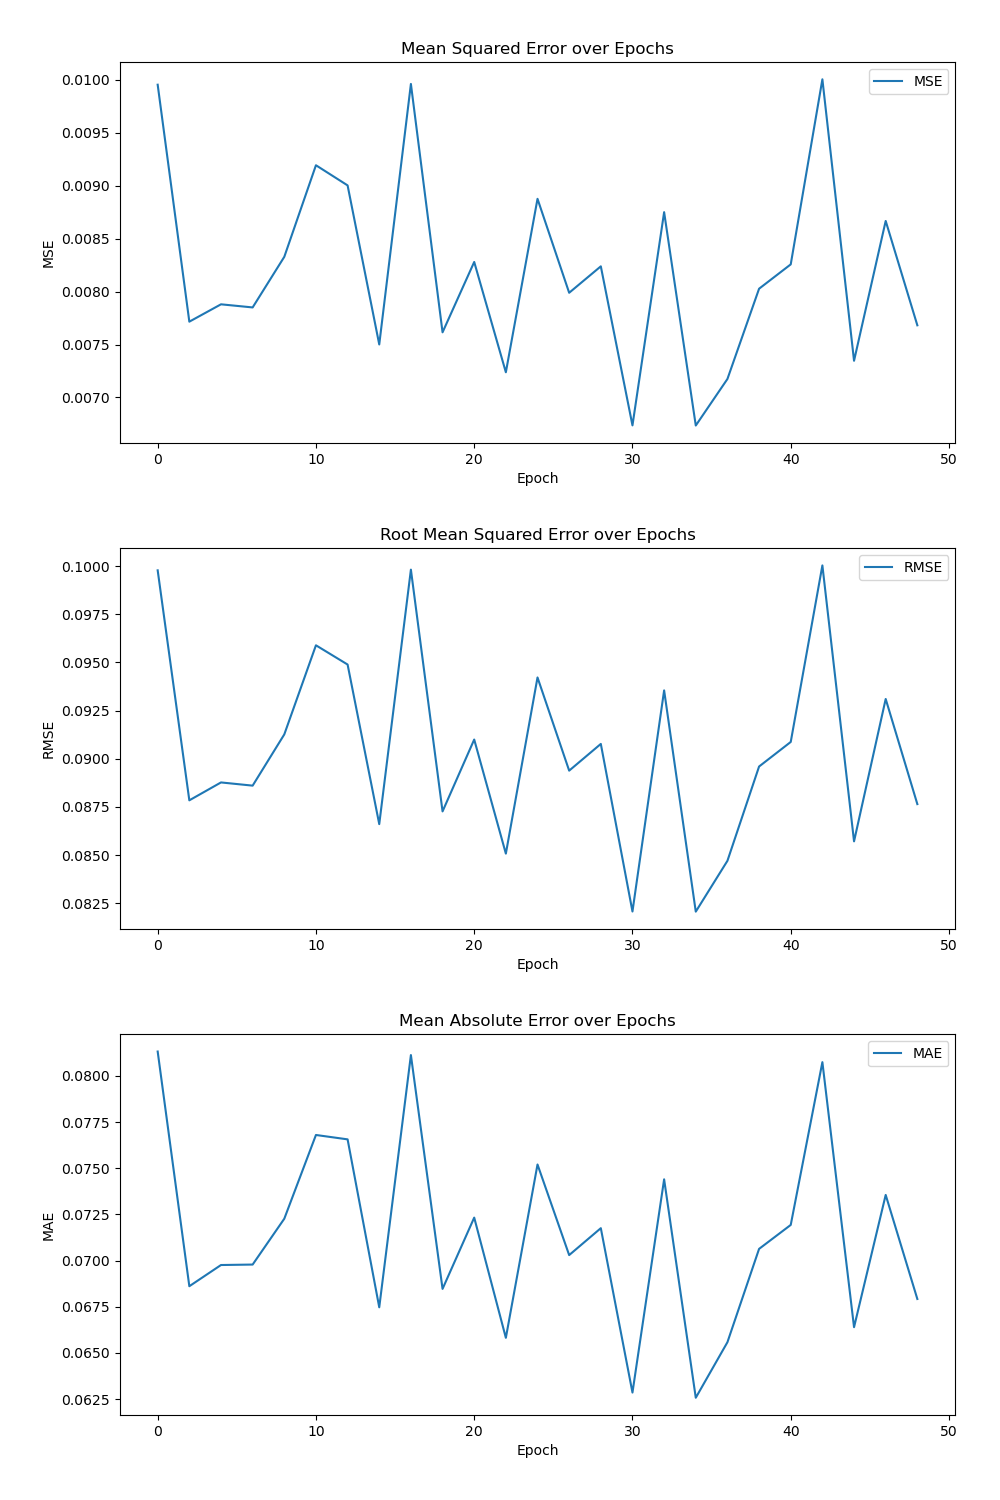 Mean Squared Error over Epochs
MSE
0.0100
0.0095
0.0090
0.0085
0.0080
0.0075
0.0070
MSE
0 10 20 30 40 50
Epoch
Root Mean Squared Error over Epochs
RMSE
0.1000
0.0975
0.0950
0.0925
0.0900
0.0875
0.0850
0.0825
RMSE
0 10 20 30 40 50
Epoch
Mean Absolute Error over Epochs
MAE
0.0800
0.0775
0.0750
0.0725
0.0700
0.0675
0.0650
0.0625
MAE
0 10 20 30 40 50
Epoch